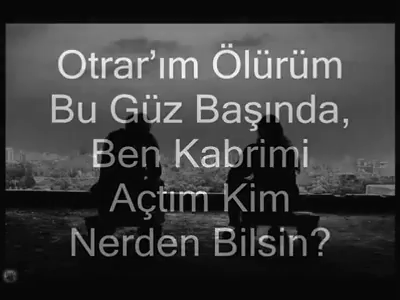 Otrar’ım Ölürüm
Bu Güz Başında,
Ben Kabrimi
Açtım Kim
Nerden Bilsin?